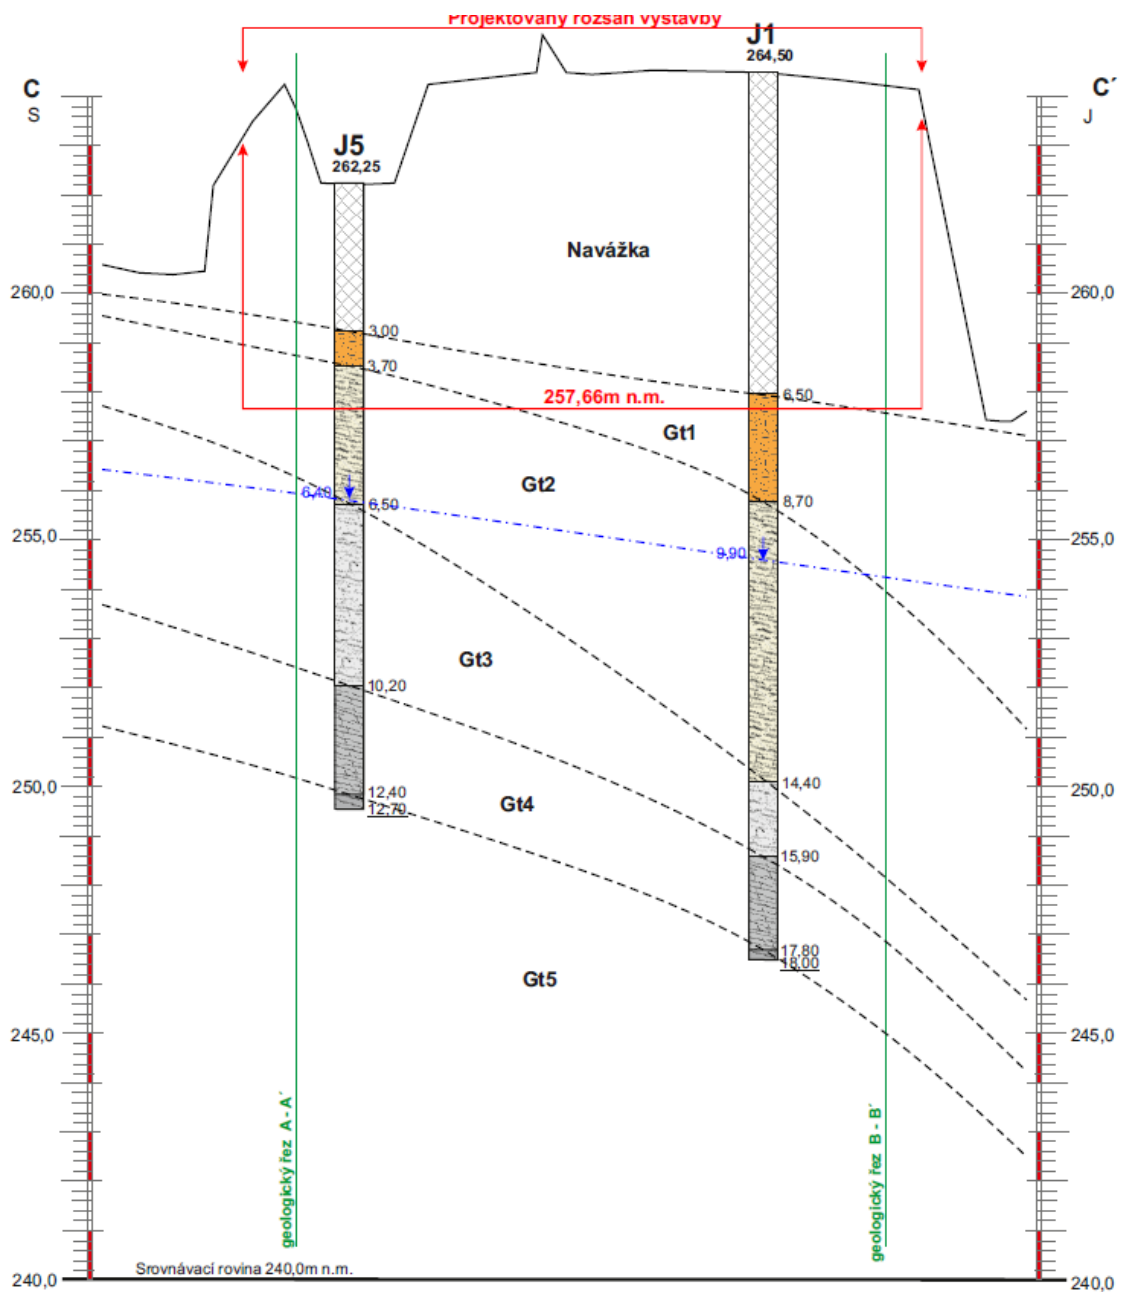 Projektovaný rozsah výstavby
J1
264,50
C
S
C´
J
J5
262,25
Navážka
260,0
260,0
3,00
3,70
257,66m n.m.
6,50
Gt1
Gt2
6,40
6,50
8,70
255,0
255,0
9,90
Gt3
10,20
14,40
250,0
250,0
12,40
12,70
Gt4
15,90
17,80
18,00
Gt5
245,0
245,0
geologický řez A - A´
geologický řez B - B´
Srovnávací rovina 240,0m n.m.
240,0
240,0